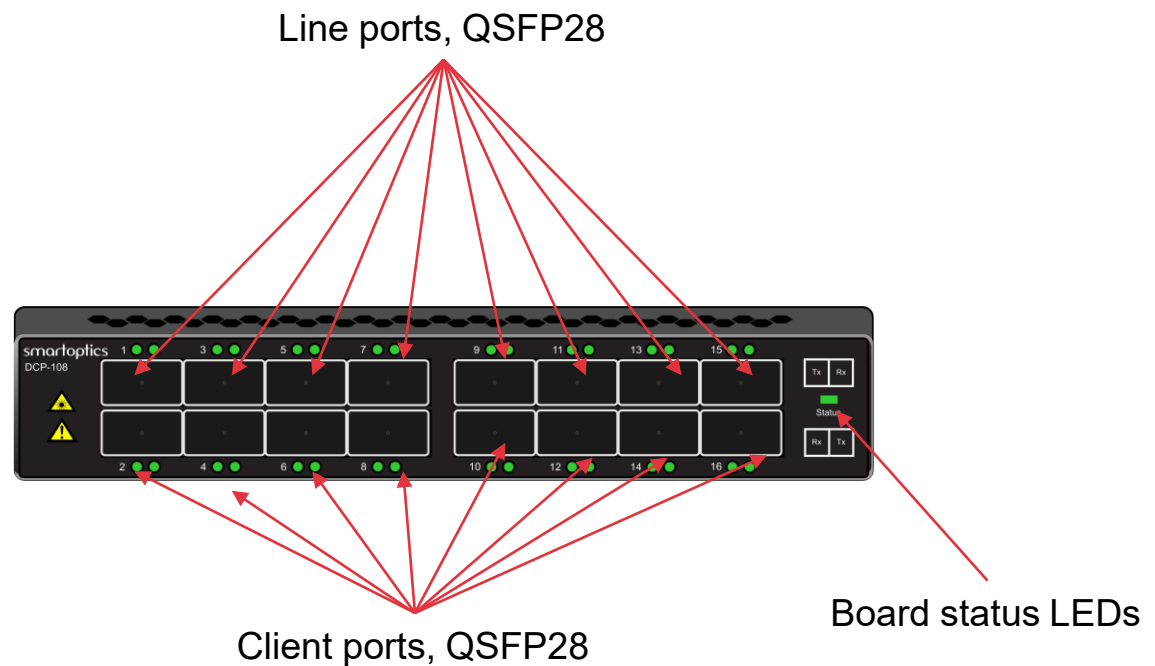 Line ports, QSFP28
smartoptics
DCP-108
1 3 5 7 9 11 13 15
Tx Rx
Status
Rx Tx
2 4 6 8 10 12 14 16
Board status LEDs
Client ports, QSFP28